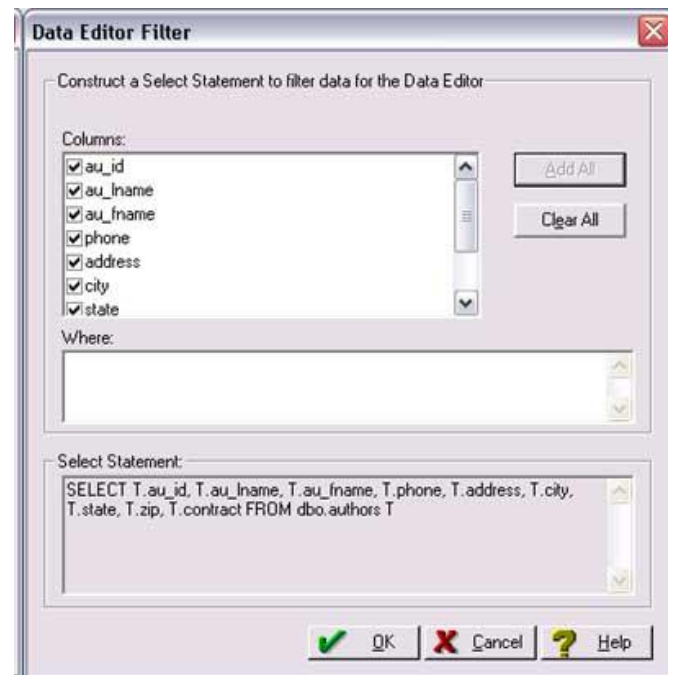 Data Editor Filter
Construct a Select Statement to filter data for the Data Editor
Columns:
au_id
au_lname
au_fname
phone
address
city
state
Add All
Clear All
Where:
Select Statement:
SELECT T.au_id, T.au_lname, T.au_fname, T.phone, T.address, T.city,
T.state, T.zip, T.contract FROM dbo.authors T
OK
Cancel
Help